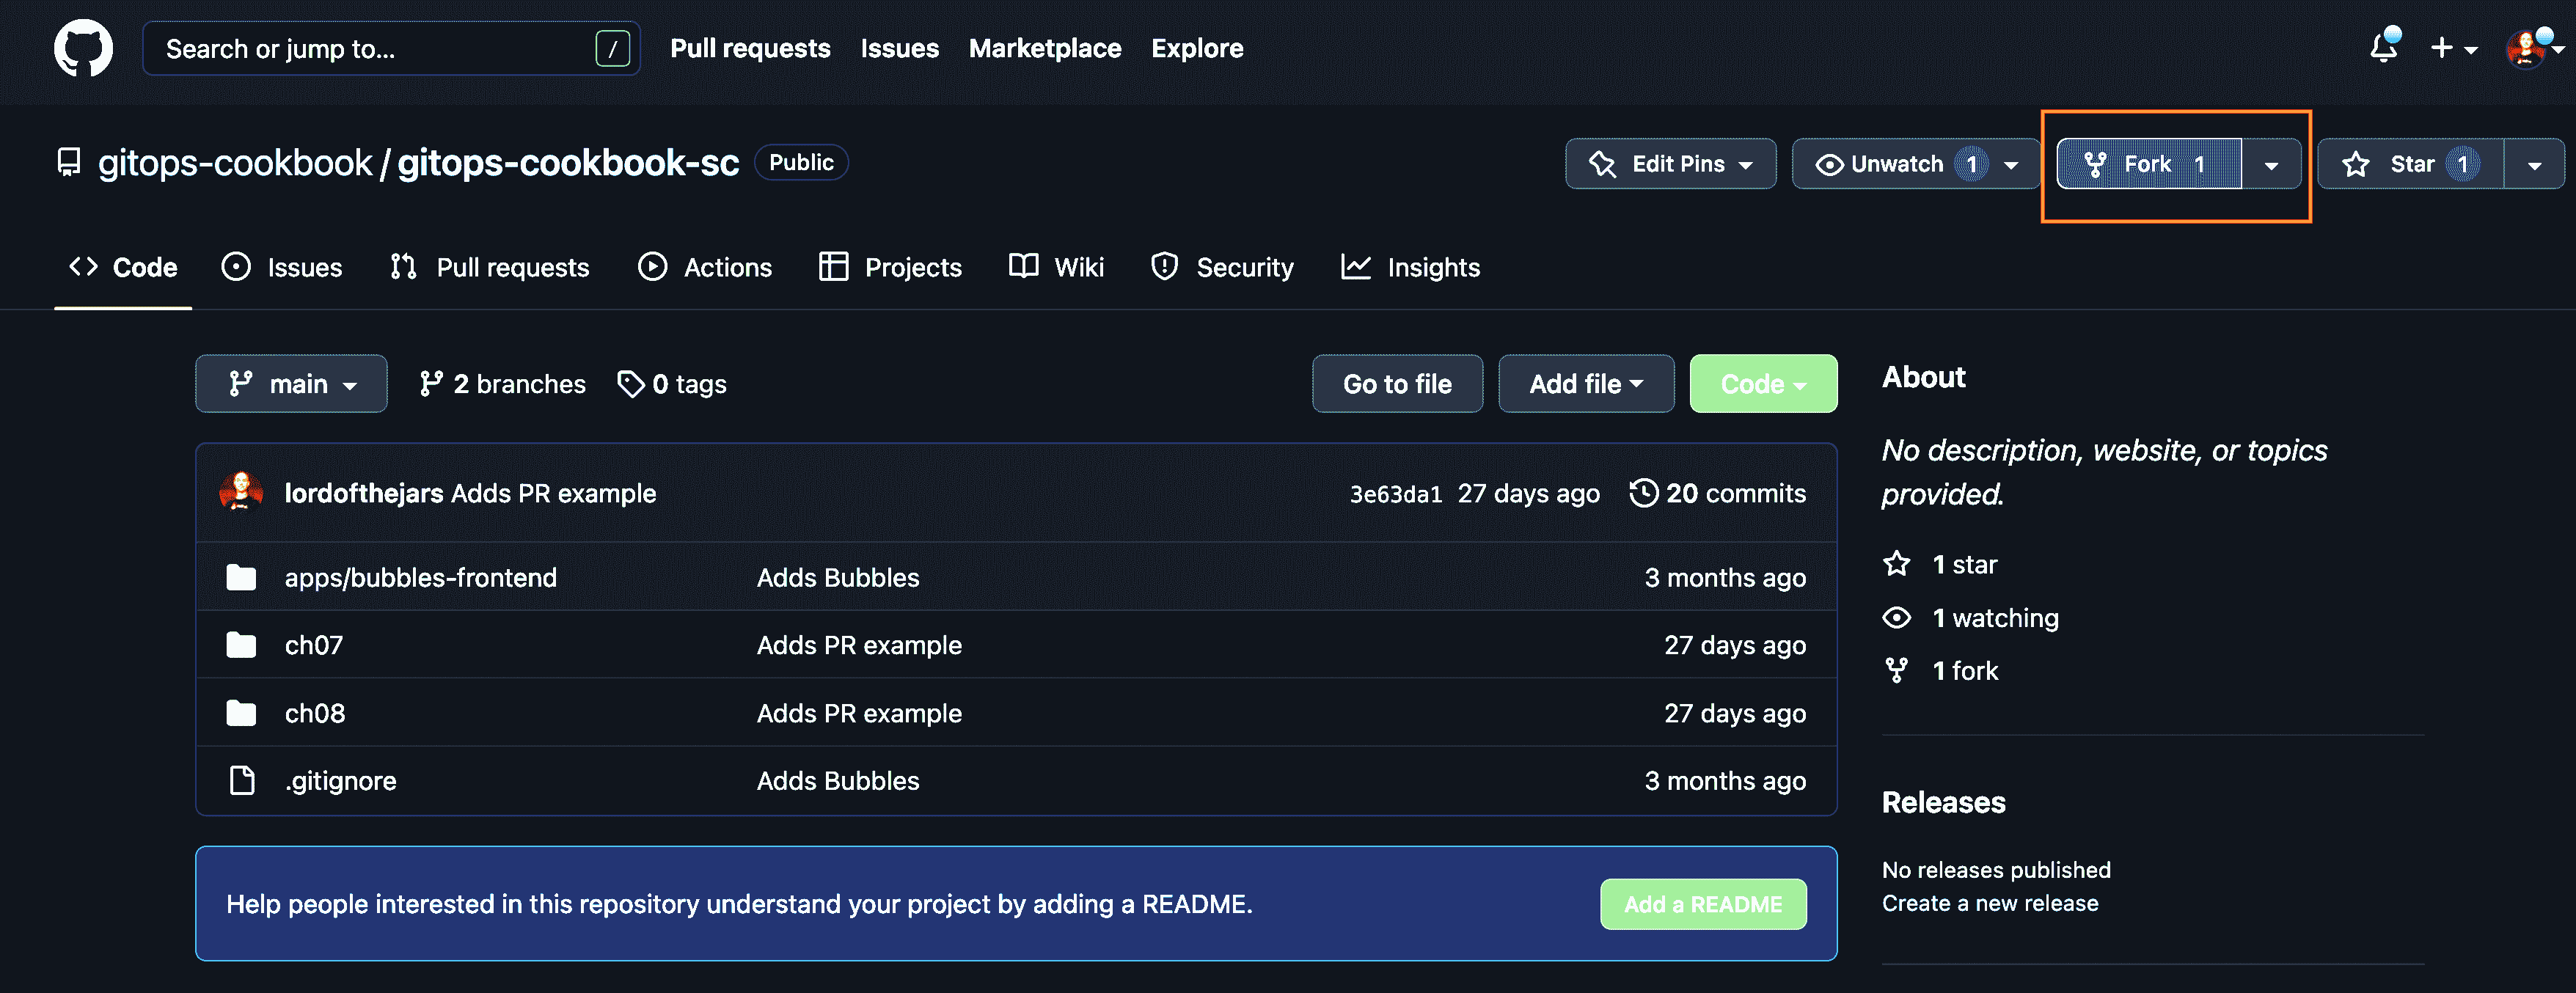 Search or jump to... / Pull requests Issues Marketplace Explore
gitops-cookbook / gitops-cookbook-sc Public Edit Pins Unwatch 1 Fork 1 Star 1
Code Issues Pull requests Actions Projects Wiki Security Insights
main 2 branches 0 tags Go to file Add file Code
lordofthejars Adds PR example 3e63da1 27 days ago 20 commits
apps/bubbles-frontend Adds Bubbles 3 months ago
ch07 Adds PR example 27 days ago
ch08 Adds PR example 27 days ago
.gitignore Adds Bubbles 3 months ago
Help people interested in this repository understand your project by adding a README. Add a README
About
No description, website, or topics
provided.
1 star
1 watching
1 fork
Releases
No releases published
Create a new release